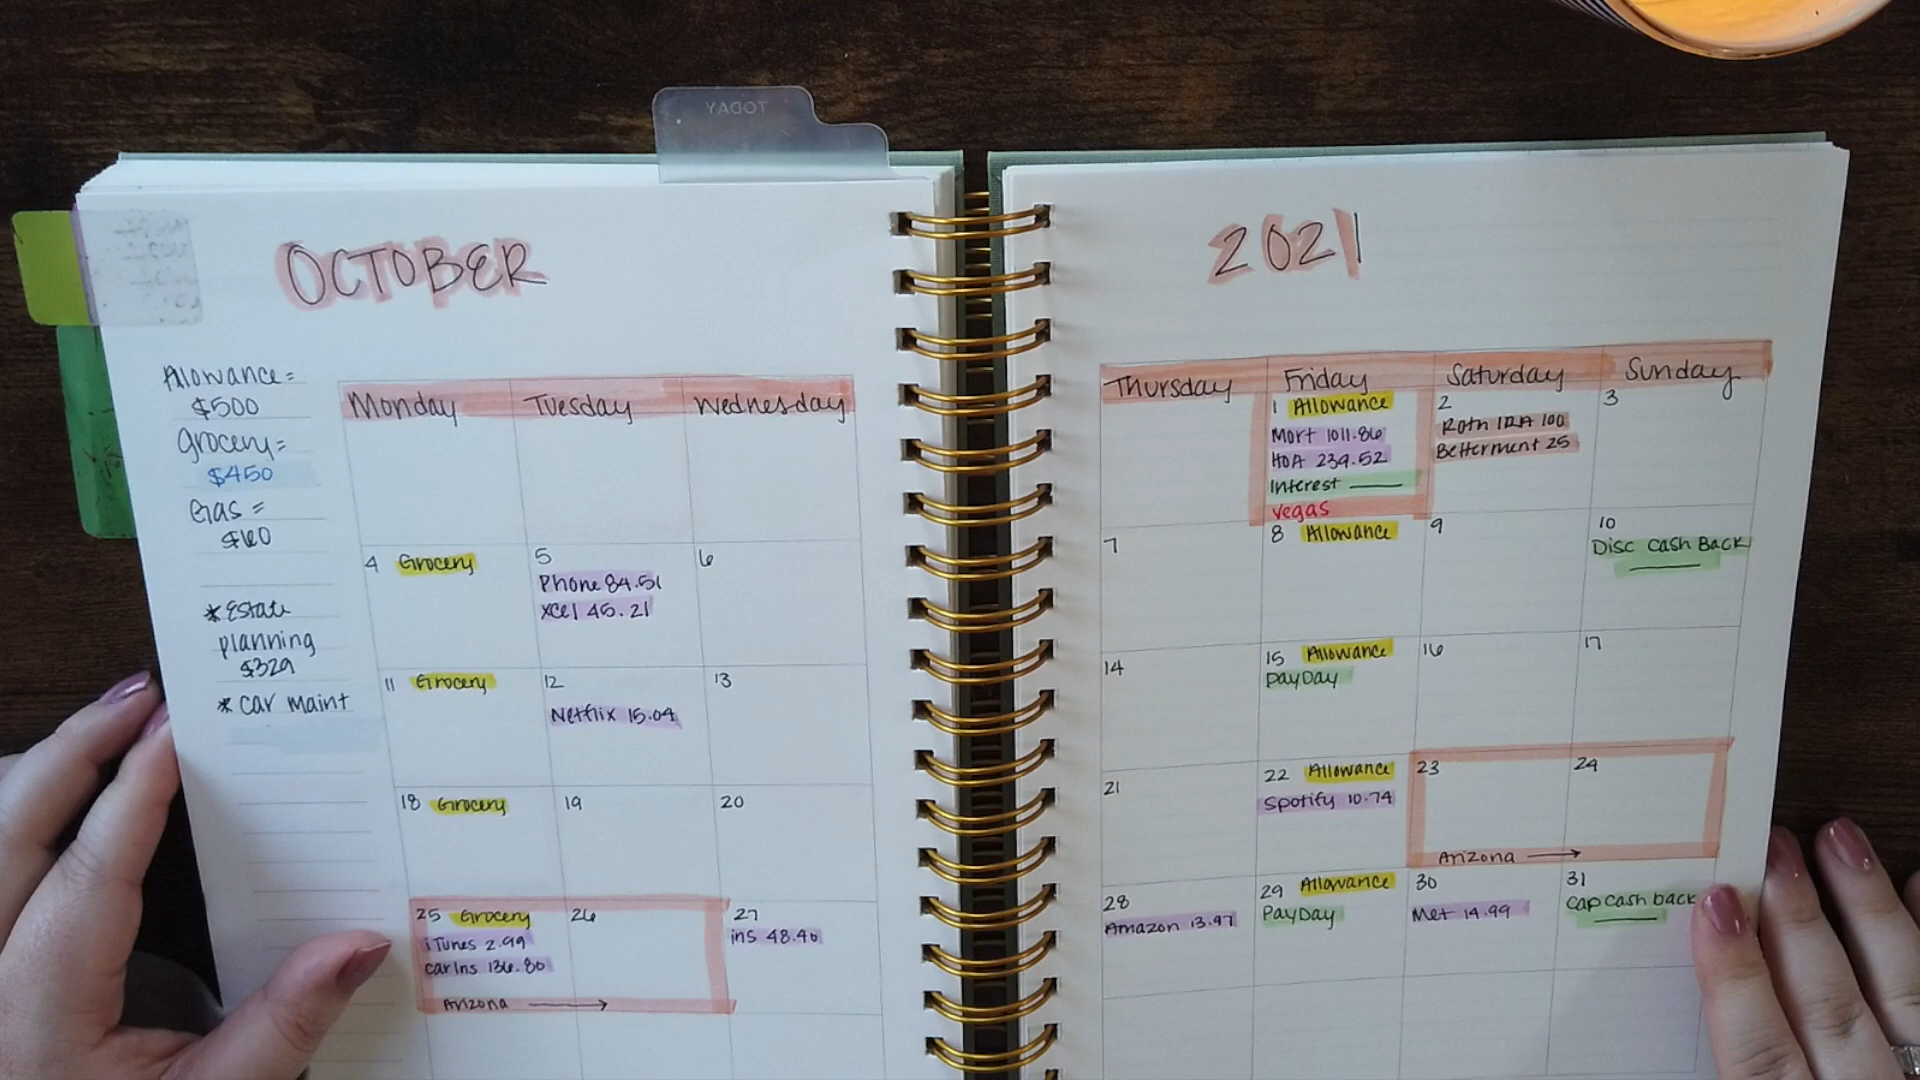 TODAY
OCTOBER
2021
Allowance =
$500
Grocery =
$450
Gas =
$60
*Estate
planning
$329
* Car Maint
Monday Tuesday Wednesday Thursday Friday Saturday Sunday
1 Allowance
Mort 1011.86
HOA 239.52
Interest
Vegas
2
Roth IRA 100
Betterment 25
3
4 Grocery
5
Phone 84.51
Xcel 45.21
6
7
8 Allowance
9
10
Disc Cash Back
11 Grocery
12
Netflix 15.04
13
14
15 Allowance
PayDay
16
17
18 Grocery
19
20
21
22 Allowance
Spotify 10.74
23
24
Arizona →
25 Grocery
iTunes 2.99
car Ins 136.80
26
Arizona →
27
ins 48.40
28
Amazon 13.97
29 Allowance
PayDay
30
Met 14.99
31
Cap cash back